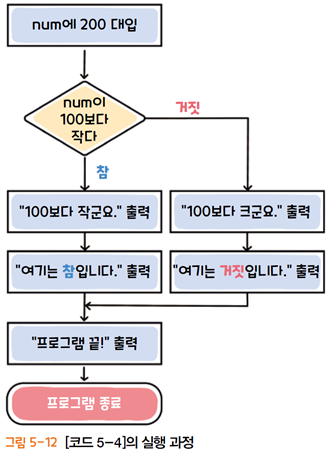 num에 200 대입
num이
100보다
작다
거짓
참
"100보다 작군요." 출력
"100보다 크군요." 출력
"여기는 참입니다." 출력
"여기는 거짓입니다." 출력
"프로그램 끝!" 출력
프로그램 종료
그림 5-12 [코드 5-4]의 실행 과정